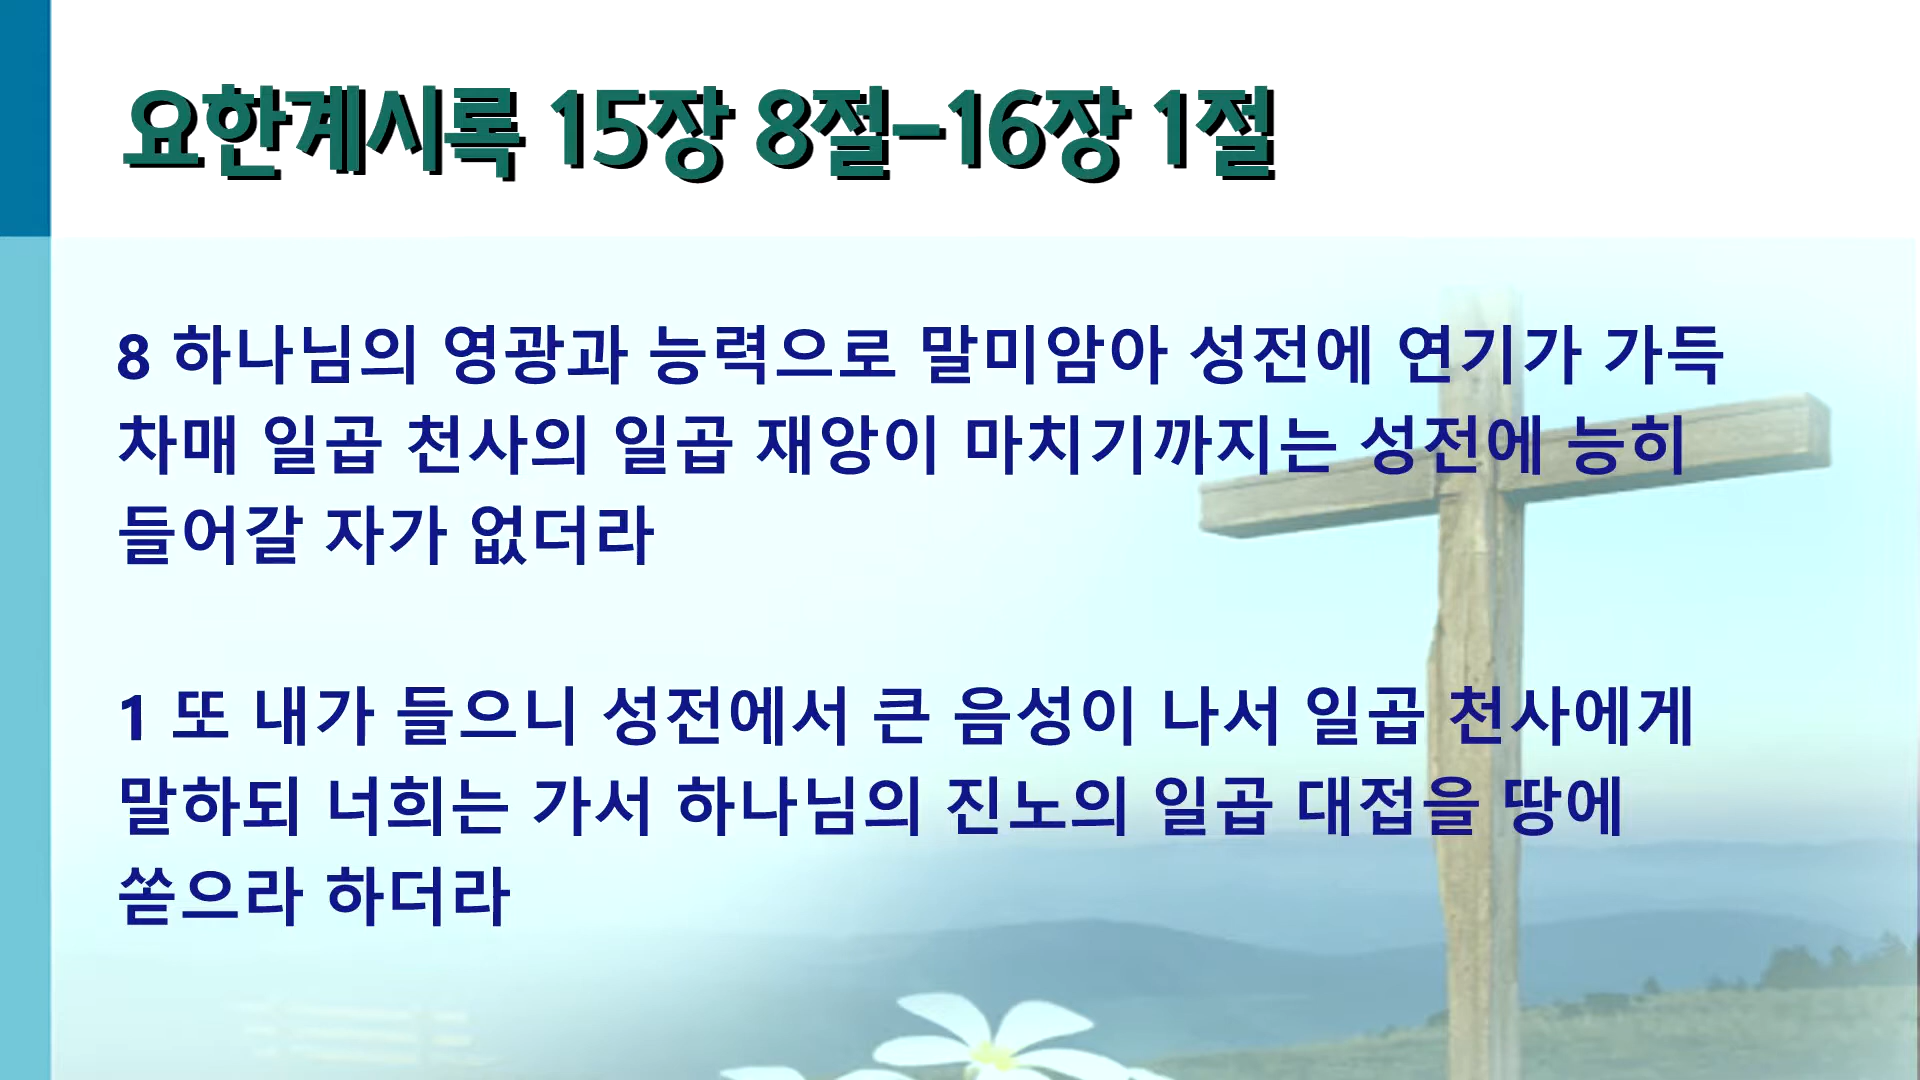 요한계시록 15장 8절-16장 1절
8 하나님의 영광과 능력으로 말미암아 성전에 연기가 가득
차매 일곱 천사의 일곱 재앙이 마치기까지는 성전에 능히
들어갈 자가 없더라
1 또 내가 들으니 성전에서 큰 음성이 나서 일곱 천사에게
말하되 너희는 가서 하나님의 진노의 일곱 대접을 땅에
쏟으라 하더라